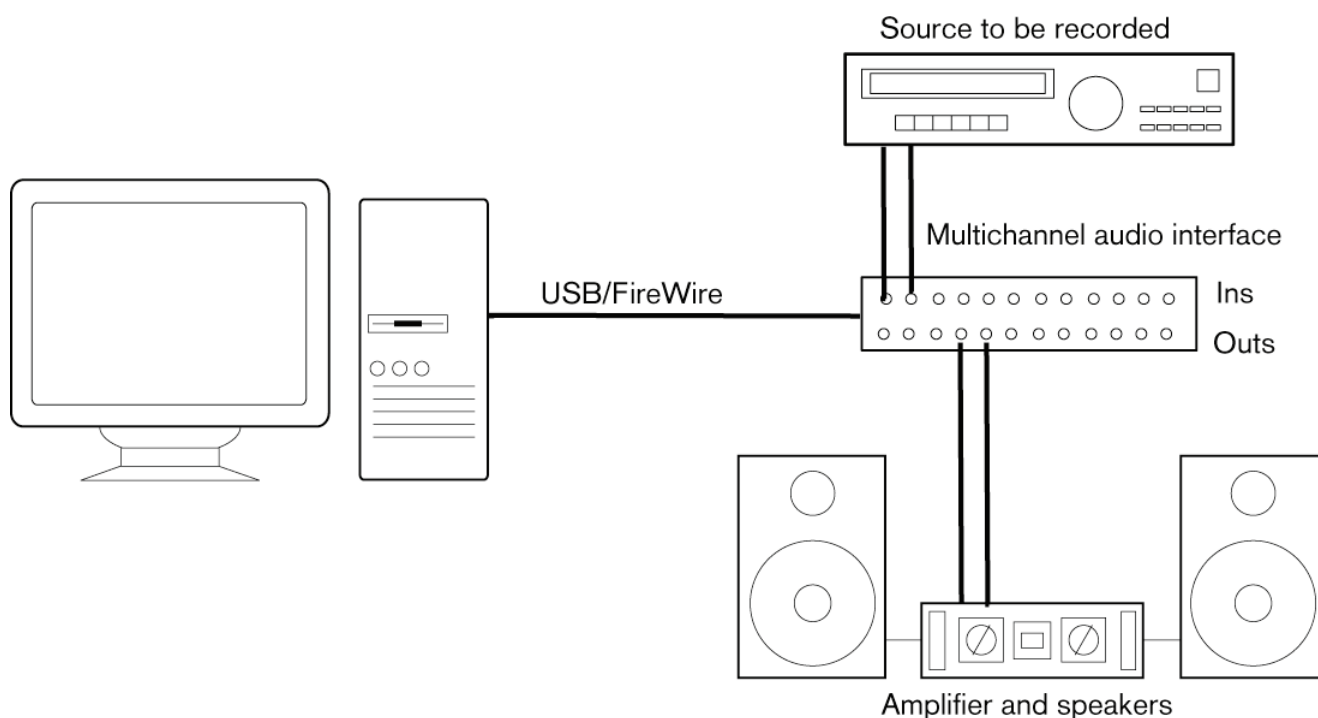 Source to be recorded
Multichannel audio interface
USB/FireWire
Ins
Outs
Amplifier and speakers